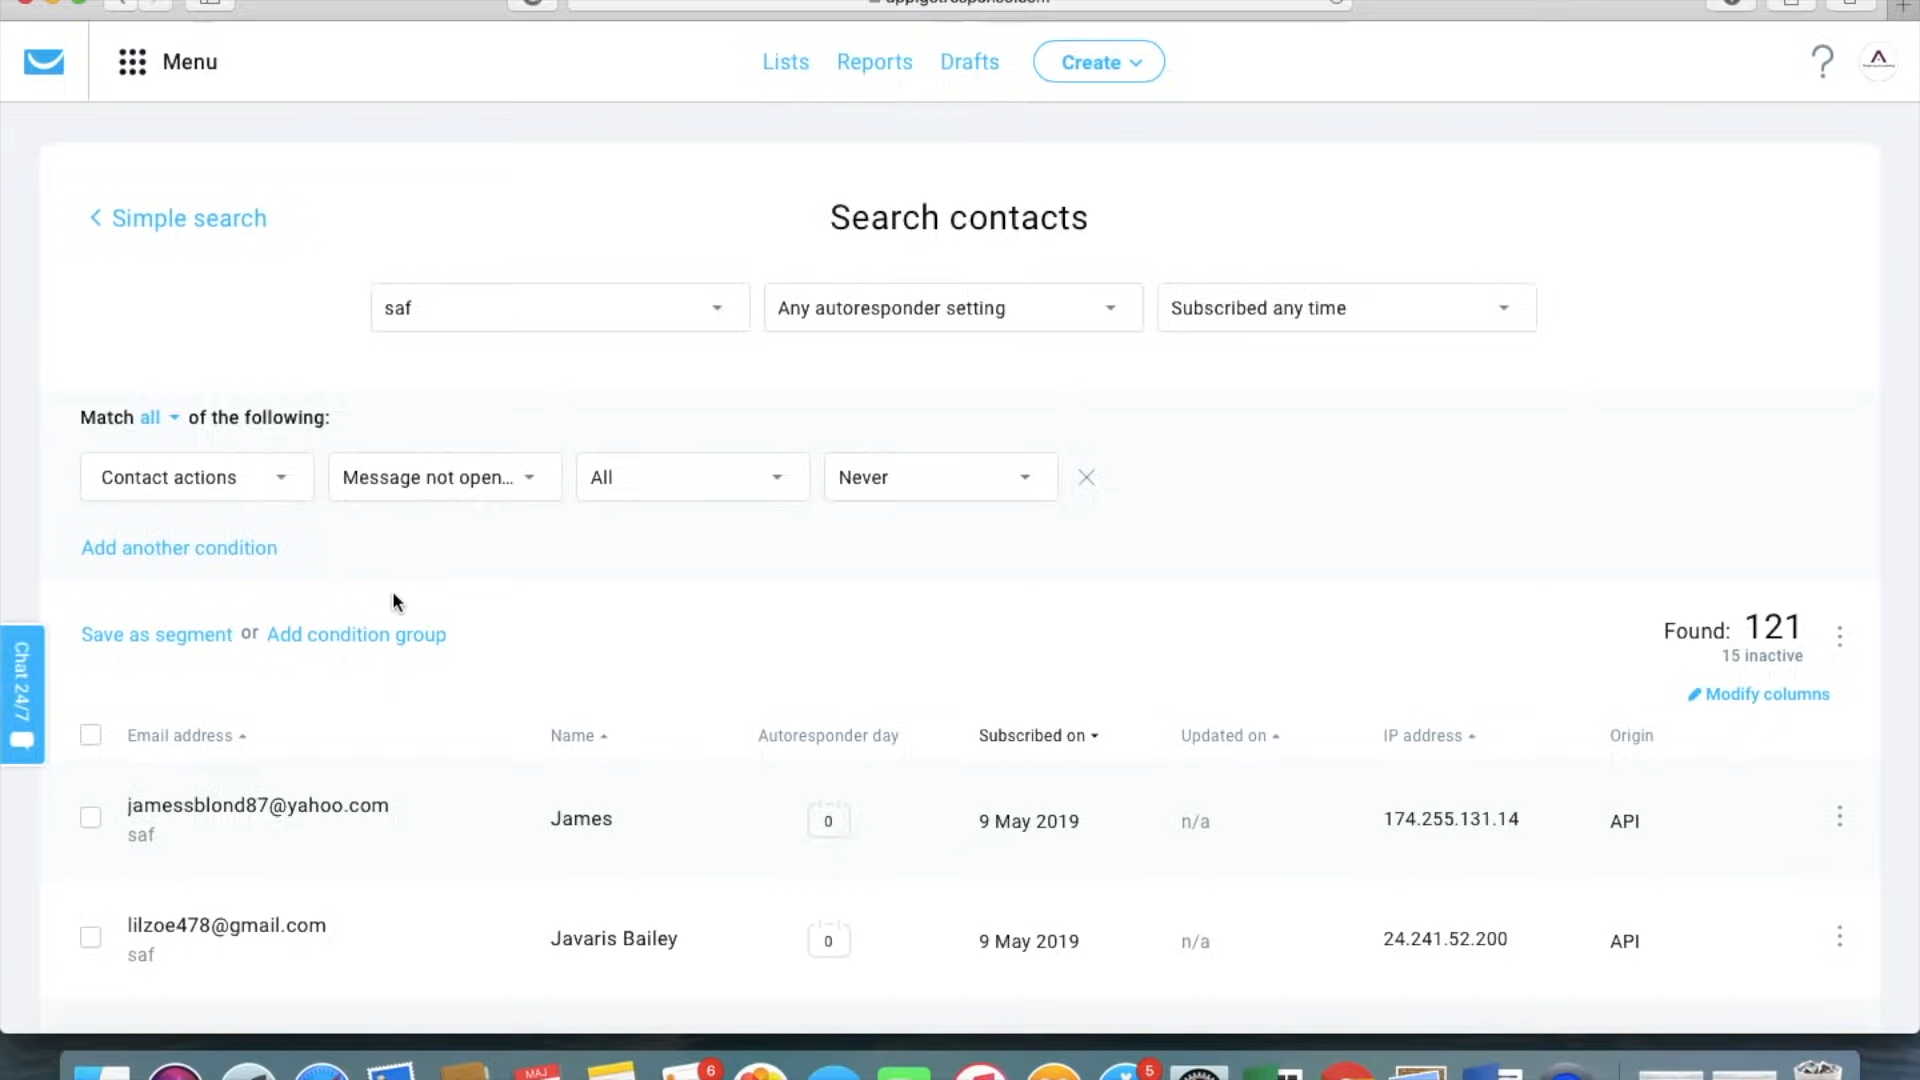 Menu
Lists Reports Drafts Create
?
Simple search
Search contacts
saf Any autoresponder setting Subscribed any time
Match all of the following:
Contact actions Message not open... All Never
Add another condition
Save as segment or Add condition group
Found: 121
15 inactive
Modify columns
Chat 24/7
Email address Name Autoresponder day Subscribed on Updated on IP address Origin
jamessblond87@yahoo.com James 0 9 May 2019 n/a 174.255.131.14 API
saf
lilzoe478@gmail.com Javaris Bailey 0 9 May 2019 n/a 24.241.52.200 API
saf
MAJ 6 5